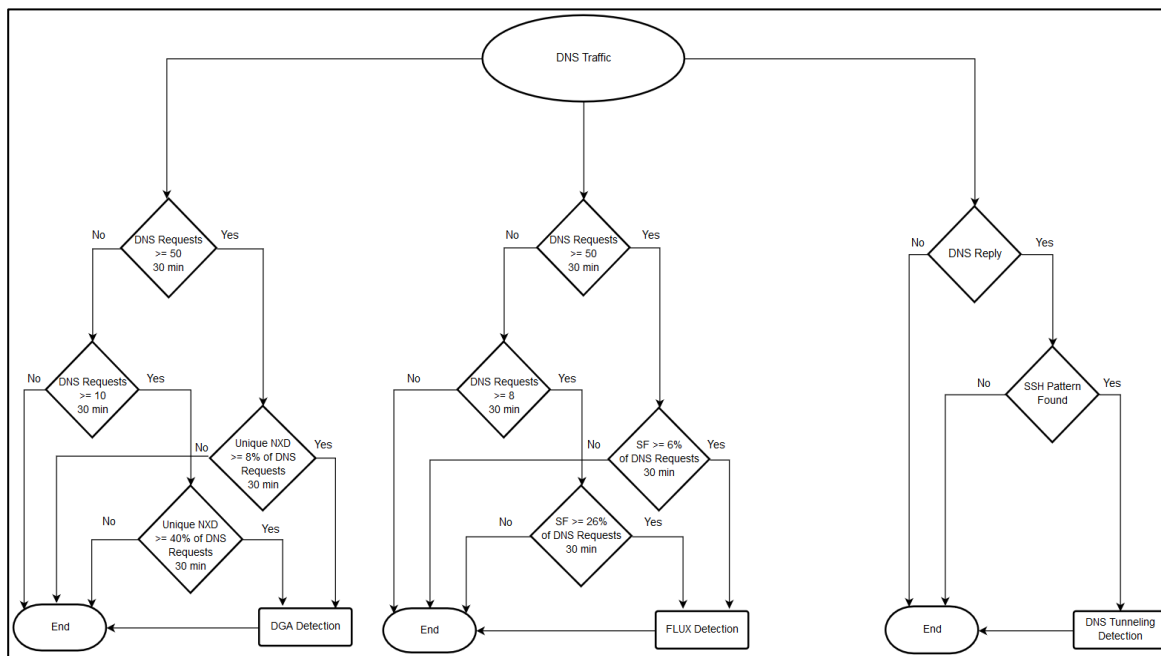 DNS Traffic
No
DNS Requests
>= 50
30 min
Yes
No
DNS Requests
>= 10
30 min
Yes
No
Unique NXD
>= 8% of DNS
Requests
30 min
Yes
No
Unique NXD
>= 40% of DNS
Requests
30 min
Yes
End
DGA Detection
No
DNS Requests
>= 50
30 min
Yes
No
DNS Requests
>= 8
30 min
Yes
No
SF >= 6%
of DNS Requests
30 min
Yes
No
SF >= 26%
of DNS Requests
30 min
Yes
End
FLUX Detection
No
DNS Reply
Yes
No
SSH Pattern
Found
Yes
End
DNS Tunneling
Detection